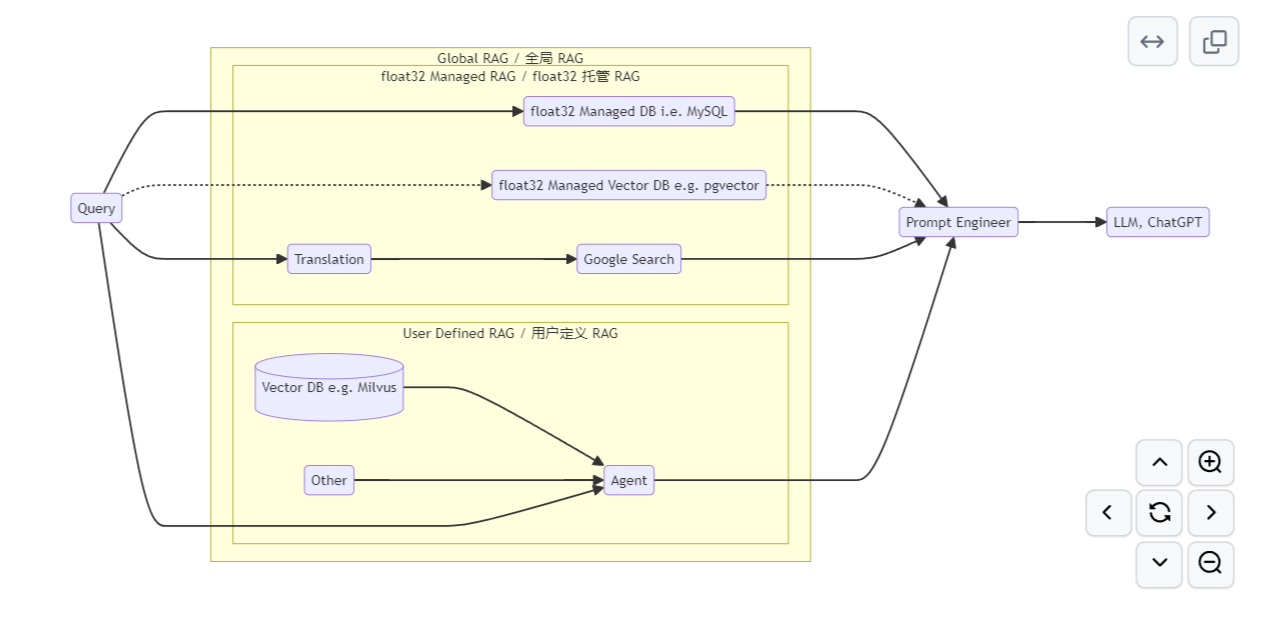 Global RAG / 全局 RAG
float32 Managed RAG / float32 托管 RAG
float32 Managed DB i.e. MySQL
float32 Managed Vector DB e.g. pgvector
Query
Prompt Engineer
LLM, ChatGPT
Translation
Google Search
User Defined RAG / 用户定义 RAG
Vector DB e.g. Milvus
Other
Agent